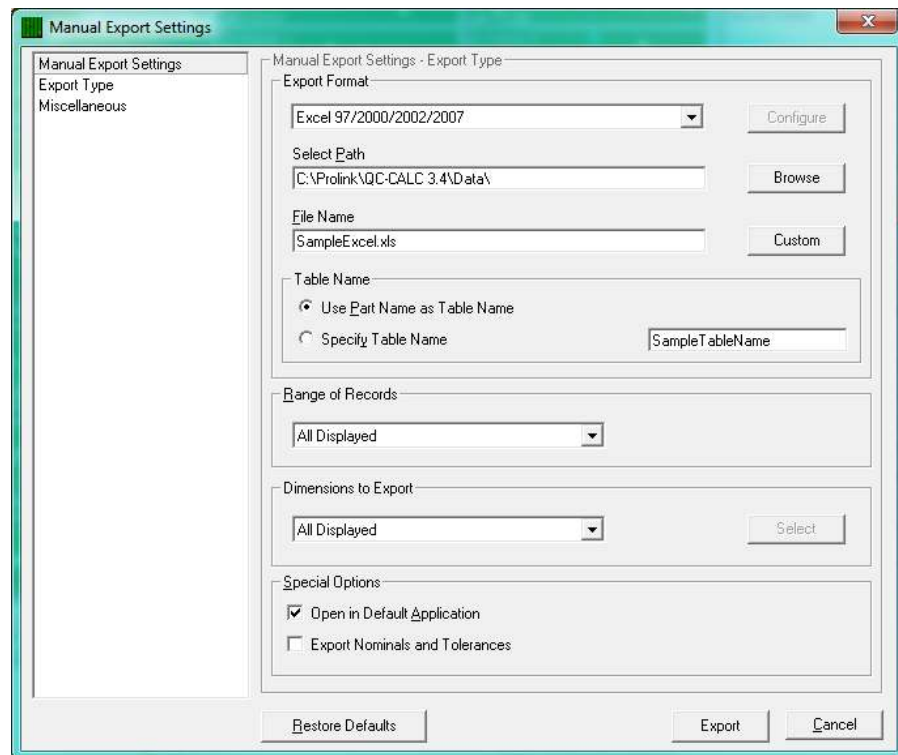 Manual Export Settings
Manual Export Settings
Export Type
Miscellaneous
Manual Export Settings - Export Type
Export Format
Excel 97/2000/2002/2007
Configure
Select Path
C:\Prolink\QC-CALC 3.4\Data\
Browse
File Name
SampleExcel.xls
Custom
Table Name
Use Part Name as Table Name
Specify Table Name
SampleTableName
Range of Records
All Displayed
Dimensions to Export
All Displayed
Select
Special Options
Open in Default Application
Export Nominals and Tolerances
Restore Defaults
Export
Cancel